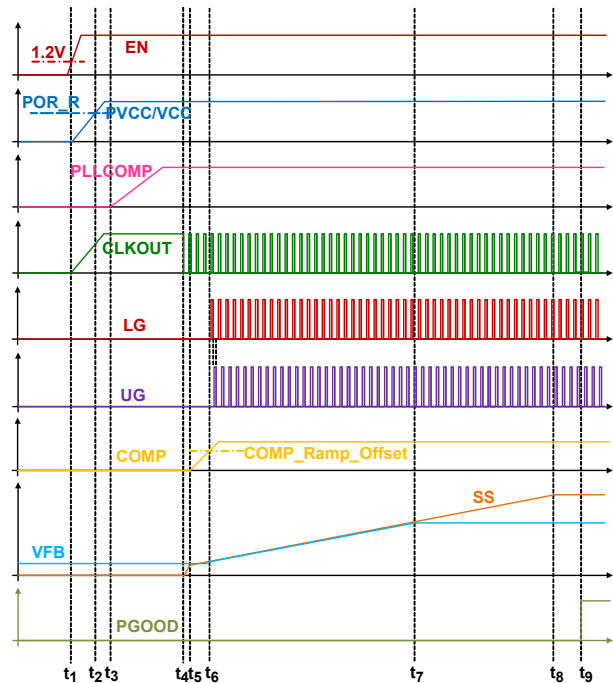 EN
1.2V
POR_R
PVCC/VCC
PLLCOMP
CLKOUT
LG
UG
COMP
COMP_Ramp_Offset
SS
VFB
PGOOD
t1 t2 t3 t4 t5 t6 t7 t8 t9